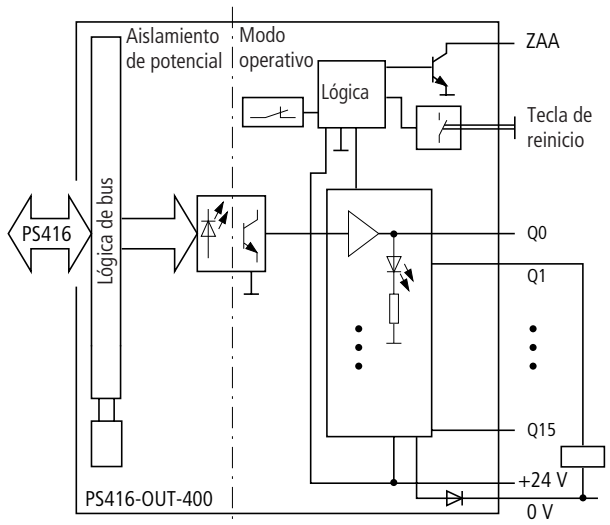 Aislamiento
de potencial
Modo
operativo
ZAA
Lógica
Tecla de
reinicio
Lógica de bus
PS416
Q0
Q1
Q15
+24 V
0 V
PS416-OUT-400